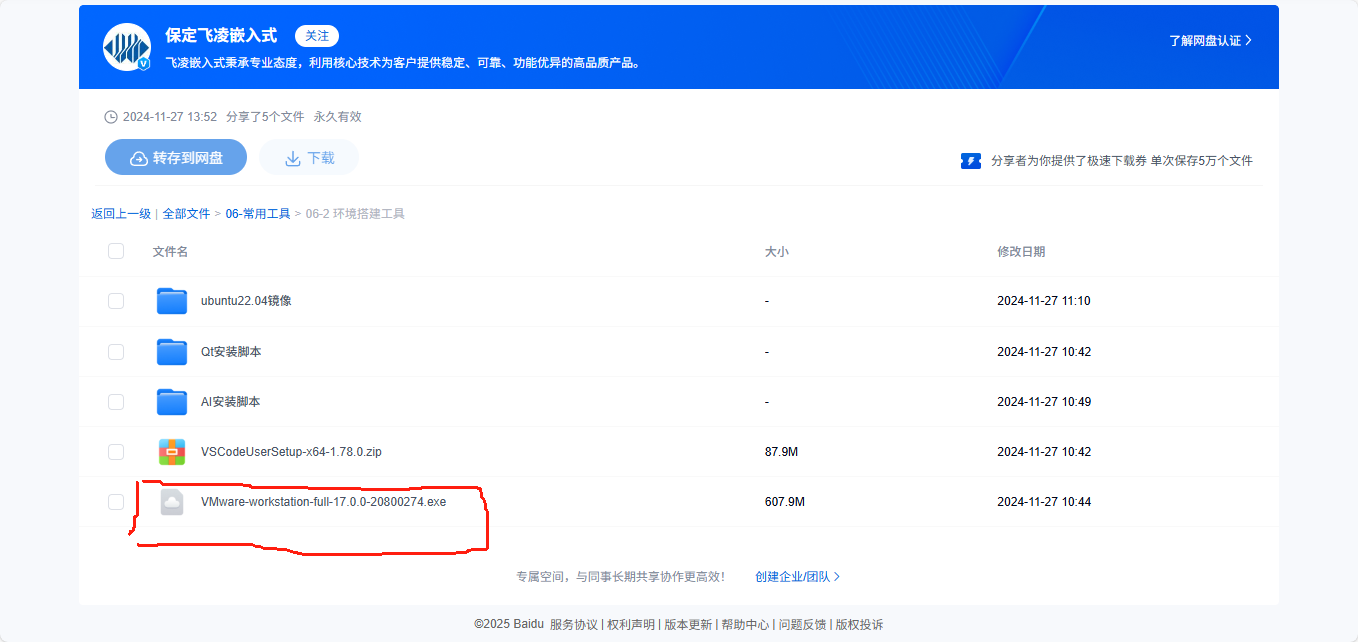 保定飞凌嵌入式 关注
飞凌嵌入式秉承专业态度，利用核心技术为客户提供稳定、可靠、功能优异的高品质产品。
了解网盘认证
2024-11-27 13:52 分享了5个文件 永久有效
转存到网盘 下载
分享者为你提供了极速下载券 单次保存5万个文件
返回上一级 | 全部文件 > 06-常用工具 > 06-2 环境搭建工具
文件名 大小 修改日期
ubuntu22.04镜像 - 2024-11-27 11:10
Qt安装脚本 - 2024-11-27 10:42
AI安装脚本 - 2024-11-27 10:49
VSCodeUserSetup-x64-1.78.0.zip 87.9M 2024-11-27 10:42
VMware-workstation-full-17.0.0-20800274.exe 607.9M 2024-11-27 10:44
专属空间，与同事长期共享协作更高效！ 创建企业/团队
©2025 Baidu 服务协议 | 权利声明 | 版本更新 | 帮助中心 | 问题反馈 | 版权投诉